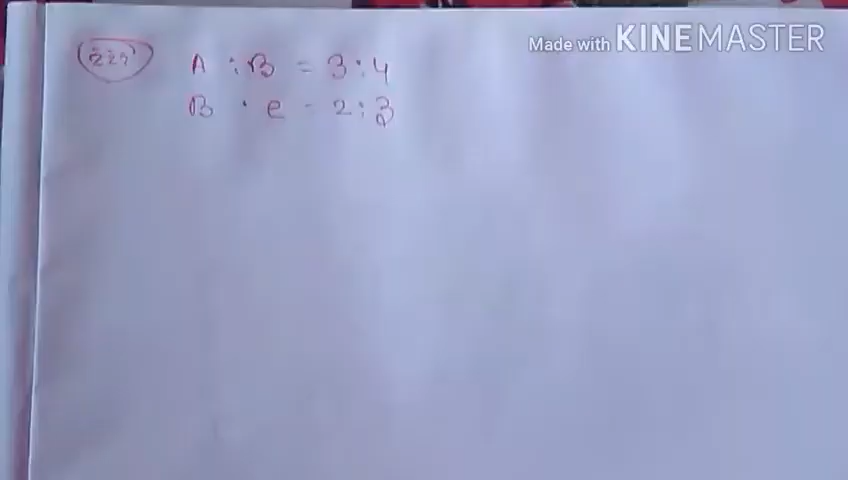 Made with KINEMASTER
A : B = 3:4
B : C = 2:3